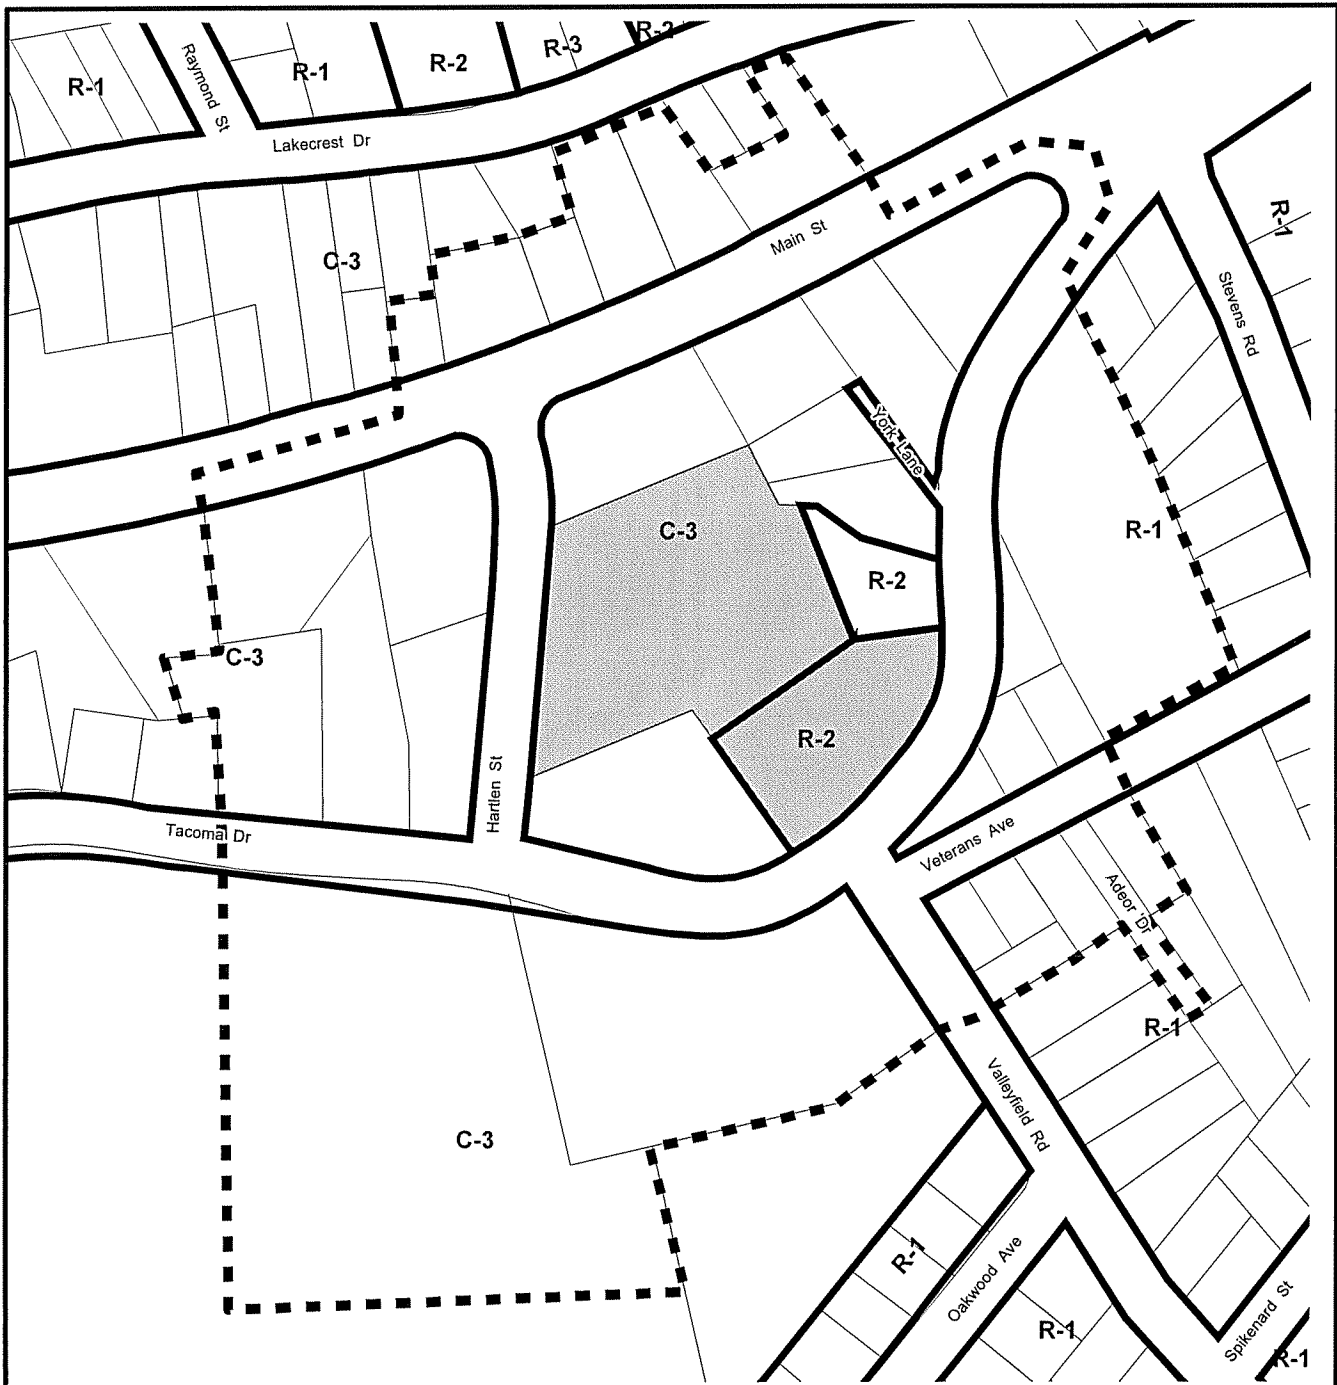 R-2
R-3
R-2
R-1
R-1
Raymond St
Lakecrest Dr
R-1
Main St
C-3
Stevens Rd
York Lane
C-3
R-1
R-2
C-3
R-2
Hartlen St
Tacoma Dr
Veterans Ave
Adeor Dr
R-1
Valleyfield Rd
C-3
R-1
Oakwood Ave
R-1
Spikenard St
R-1